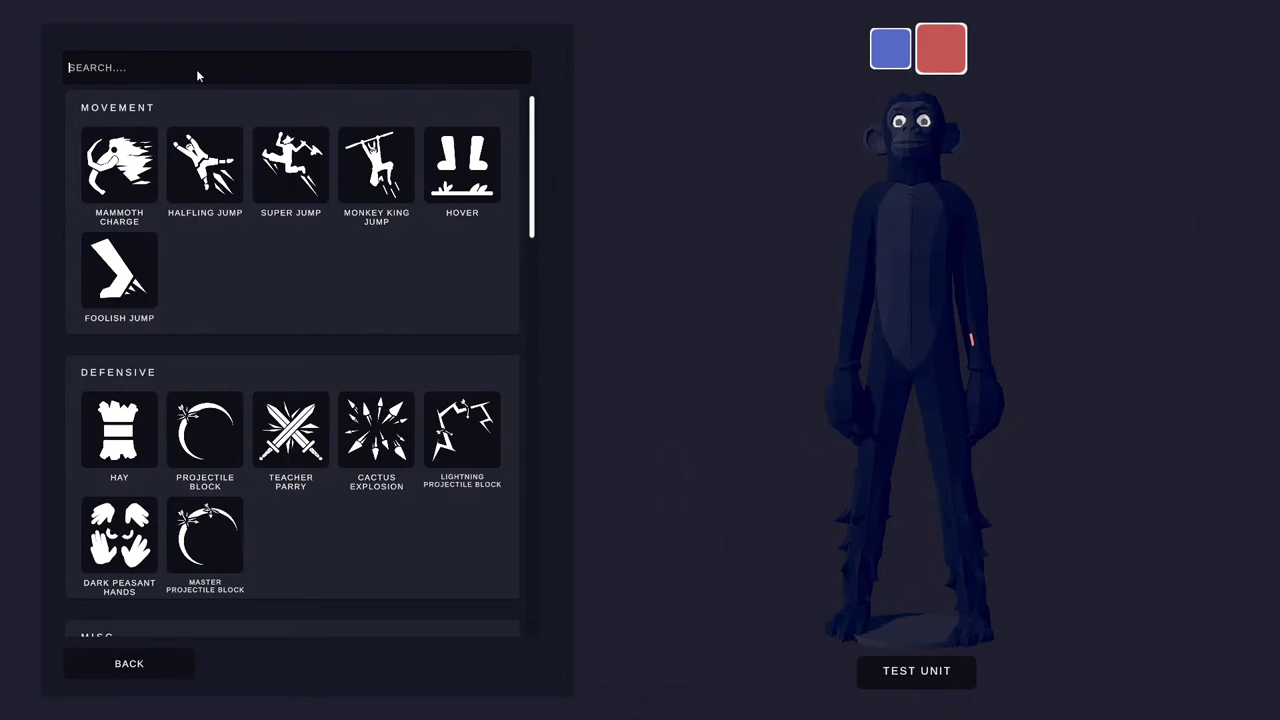 SEARCH....
MOVEMENT
MAMMOTH
CHARGE
HALFLING JUMP
SUPER JUMP
MONKEY KING
JUMP
HOVER
FOOLISH JUMP
DEFENSIVE
HAY
PROJECTILE
BLOCK
TEACHER
PARRY
CACTUS
EXPLOSION
LIGHTNING
PROJECTILE BLOCK
DARK PEASANT
HANDS
MASTER
PROJECTILE BLOCK
MISC
BACK
TEST UNIT